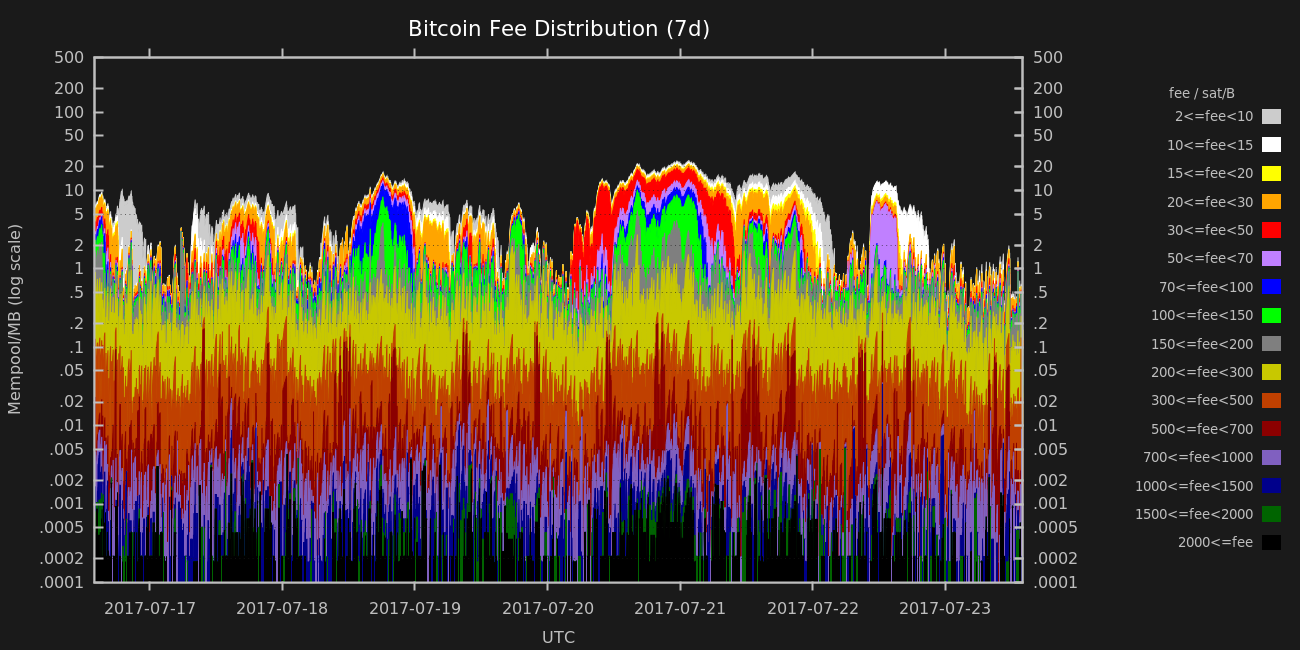 Bitcoin Fee Distribution (7d)
500
200
100
50
20
10
5
2
1
.5
.2
.1
.05
.02
.01
.005
.002
.001
.0005
.0002
.0001
Mempool/MB (log scale)
500
200
100
50
20
10
5
2
1
.5
.2
.1
.05
.02
.01
.005
.002
.001
.0005
.0002
.0001
2017-07-17 2017-07-18 2017-07-19 2017-07-20 2017-07-21 2017-07-22 2017-07-23
UTC
fee / sat/B
2<=fee<10
10<=fee<15
15<=fee<20
20<=fee<30
30<=fee<50
50<=fee<70
70<=fee<100
100<=fee<150
150<=fee<200
200<=fee<300
300<=fee<500
500<=fee<700
700<=fee<1000
1000<=fee<1500
1500<=fee<2000
2000<=fee